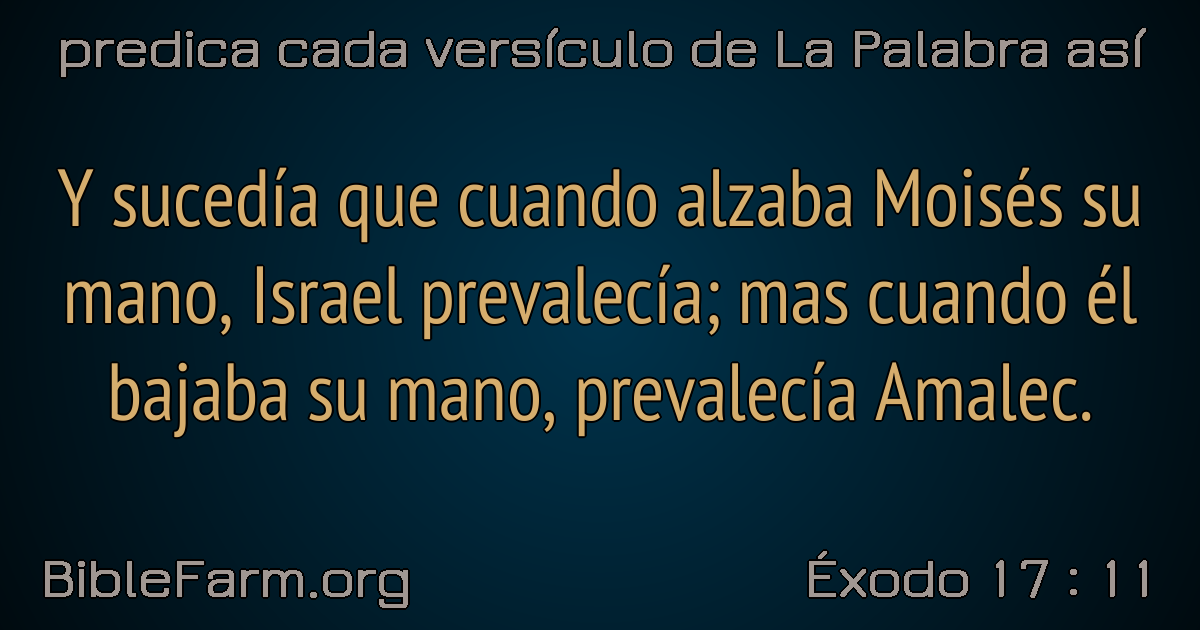 predica cada versículo de La Palabra así
Y sucedía que cuando alzaba Moisés su
mano, Israel prevalecía; mas cuando él
bajaba su mano, prevalecía Amalec.
BibleFarm.org
Éxodo 17 : 11